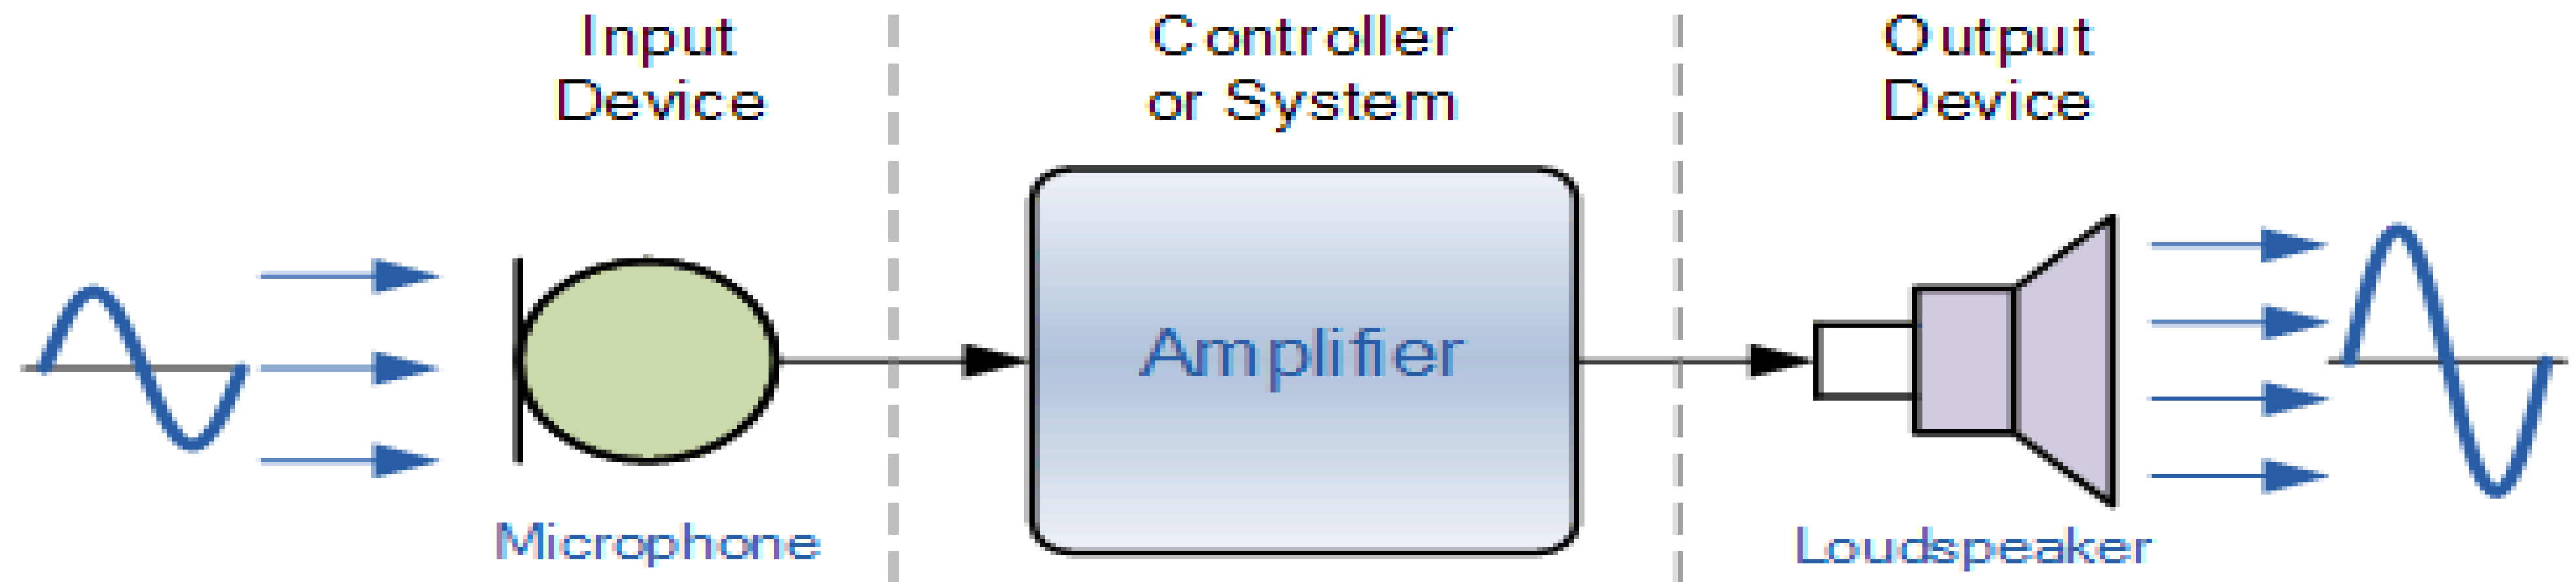 Input
Device
Controller
or System
Output
Device
Amplifier
Microphone
Loudspeaker